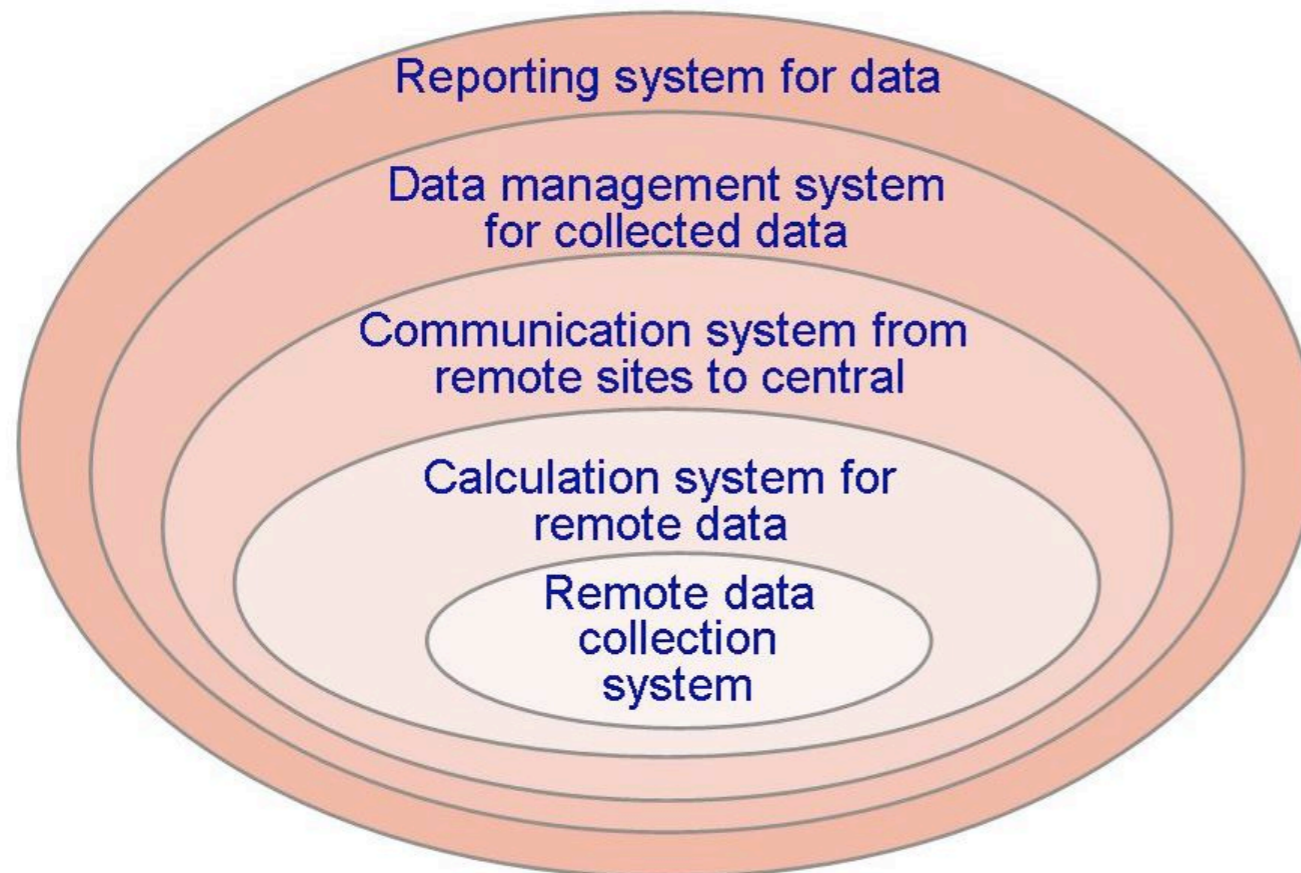 Reporting system for data
Data management system
for collected data
Communication system from
remote sites to central
Calculation system for
remote data
Remote data
collection
system